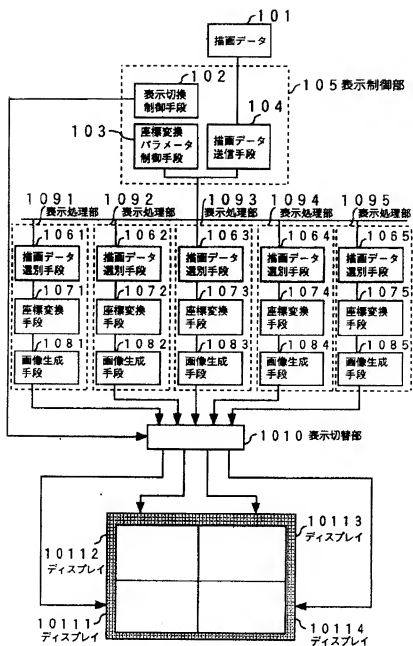 101
描画データ
102
表示切換
制御手段
103
座標変換
パラメータ
制御手段
104
描画データ
送信手段
105 表示制御部
1091
表示処理部
1092
表示処理部
1093
表示処理部
1094
表示処理部
1095
表示処理部
1061
描画データ
選別手段
1062
描画データ
選別手段
1063
描画データ
選別手段
1064
描画データ
選別手段
1065
描画データ
選別手段
1071
座標変換
手段
1072
座標変換
手段
1073
座標変換
手段
1074
座標変換
手段
1075
座標変換
手段
1081
画像生成
手段
1082
画像生成
手段
1083
画像生成
手段
1084
画像生成
手段
1085
画像生成
手段
1010 表示切替部
10112
ディスプレイ
10113
ディスプレイ
10111
ディスプレイ
10114
ディスプレイ